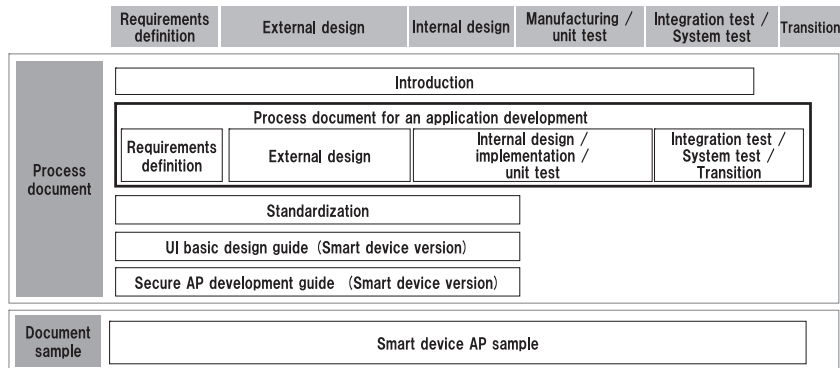 Requirements
definition
External design
Internal design
Manufacturing /
unit test
Integration test /
System test
Transition
Process
document
Introduction
Process document for an application development
Requirements
definition
External design
Internal design /
implementation /
unit test
Integration test /
System test /
Transition
Standardization
UI basic design guide (Smart device version)
Secure AP development guide (Smart device version)
Document
sample
Smart device AP sample